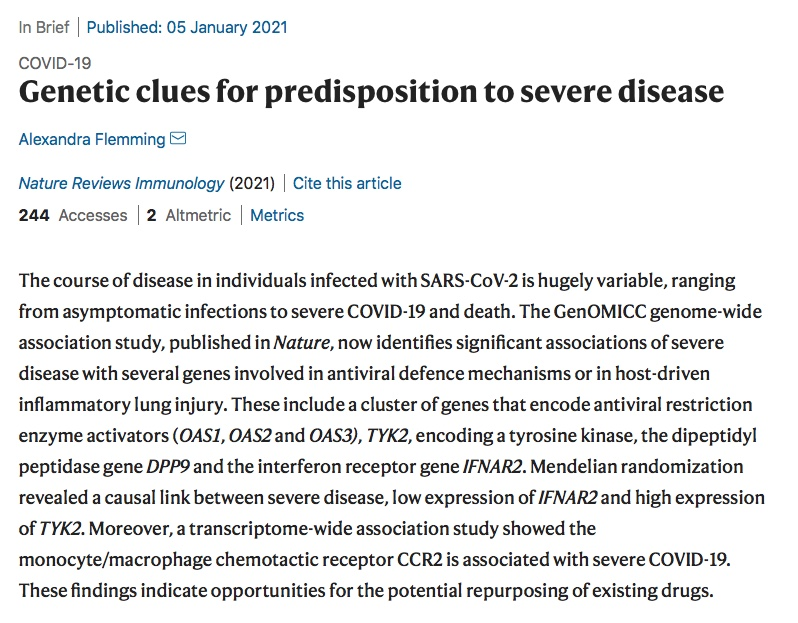 In Brief | Published: 05 January 2021
COVID-19
Genetic clues for predisposition to severe disease
Alexandra Flemming
Nature Reviews Immunology (2021) | Cite this article
244 Accesses | 2 Altmetric | Metrics
The course of disease in individuals infected with SARS-CoV-2 is hugely variable, ranging
from asymptomatic infections to severe COVID-19 and death. The GenOMICC genome-wide
association study, published in Nature, now identifies significant associations of severe
disease with several genes involved in antiviral defence mechanisms or in host-driven
inflammatory lung injury. These include a cluster of genes that encode antiviral restriction
enzyme activators (OAS1, OAS2 and OAS3), TYK2, encoding a tyrosine kinase, the dipeptidyl
peptidase gene DPP9 and the interferon receptor gene IFNAR2. Mendelian randomization
revealed a causal link between severe disease, low expression of IFNAR2 and high expression
of TYK2. Moreover, a transcriptome-wide association study showed the
monocyte/macrophage chemotactic receptor CCR2 is associated with severe COVID-19.
These findings indicate opportunities for the potential repurposing of existing drugs.